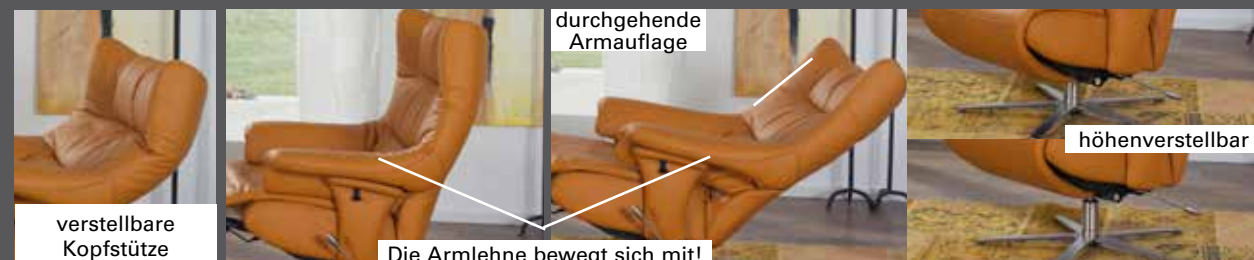 verstellbare
Kopfstütze
Die Armlehne bewegt sich mit!
durchgehende
Armauflage
höhenverstellbar